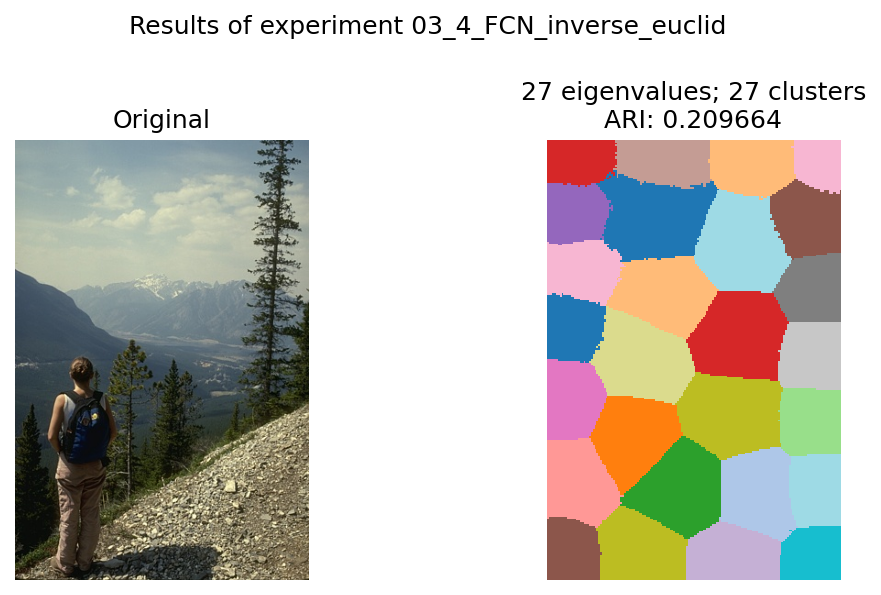 Results of experiment 03_4_FCN_inverse_euclid
Original
27 eigenvalues; 27 clusters
ARI: 0.209664